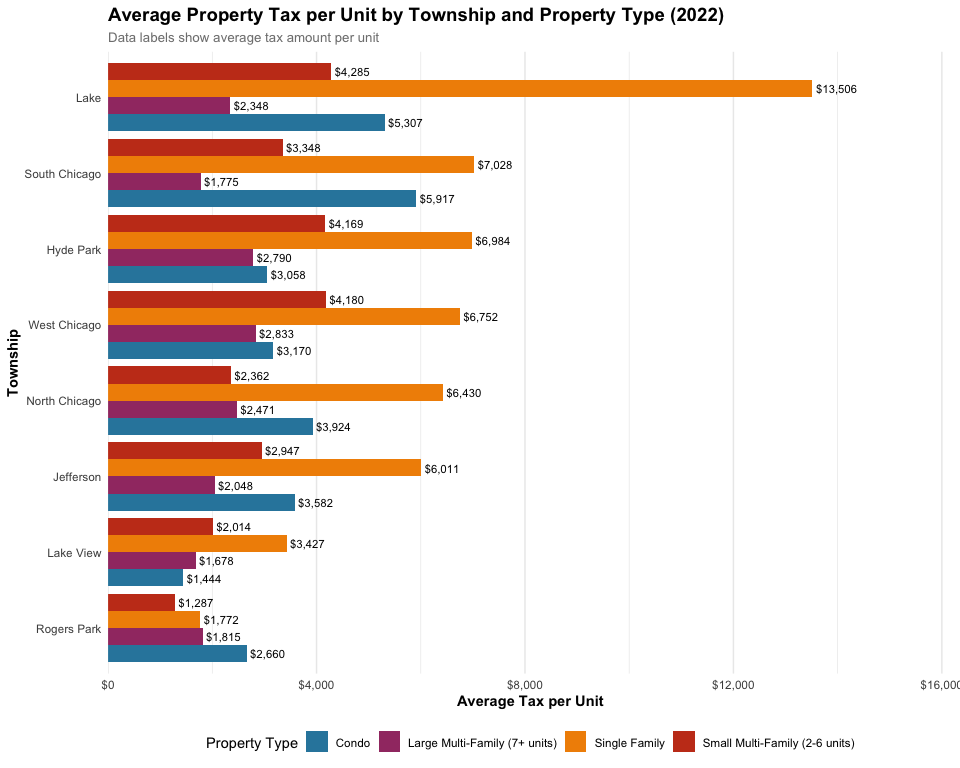 Average Property Tax per Unit by Township and Property Type (2022)
Data labels show average tax amount per unit
Township
Lake
$4,285
$13,506
$2,348
$5,307
South Chicago
$3,348
$7,028
$1,775
$5,917
Hyde Park
$4,169
$6,984
$2,790
$3,058
West Chicago
$4,180
$6,752
$2,833
$3,170
North Chicago
$2,362
$6,430
$2,471
$3,924
Jefferson
$2,947
$6,011
$2,048
$3,582
Lake View
$2,014
$3,427
$1,678
$1,444
Rogers Park
$1,287
$1,772
$1,815
$2,660
$0 $4,000 $8,000 $12,000 $16,000
Average Tax per Unit
Property Type Condo Large Multi-Family (7+ units) Single Family Small Multi-Family (2-6 units)